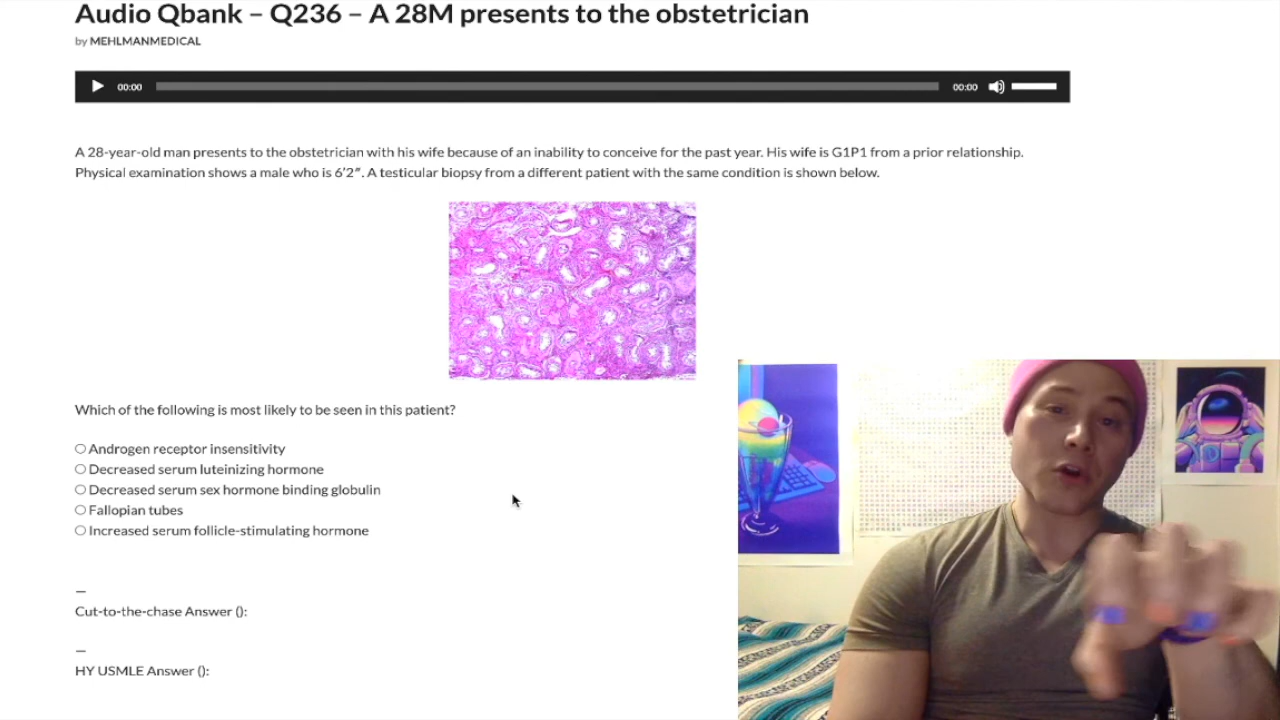 Audio Qbank – Q236 – A 28M presents to the obstetrician
by MEHLMANMEDICAL
00:00 00:00
A 28-year-old man presents to the obstetrician with his wife because of an inability to conceive for the past year. His wife is G1P1 from a prior relationship.
Physical examination shows a male who is 6'2″. A testicular biopsy from a different patient with the same condition is shown below.
Which of the following is most likely to be seen in this patient?
Androgen receptor insensitivity
Decreased serum luteinizing hormone
Decreased serum sex hormone binding globulin
Fallopian tubes
Increased serum follicle-stimulating hormone
—
Cut-to-the-chase Answer ():
—
HY USMLE Answer ():